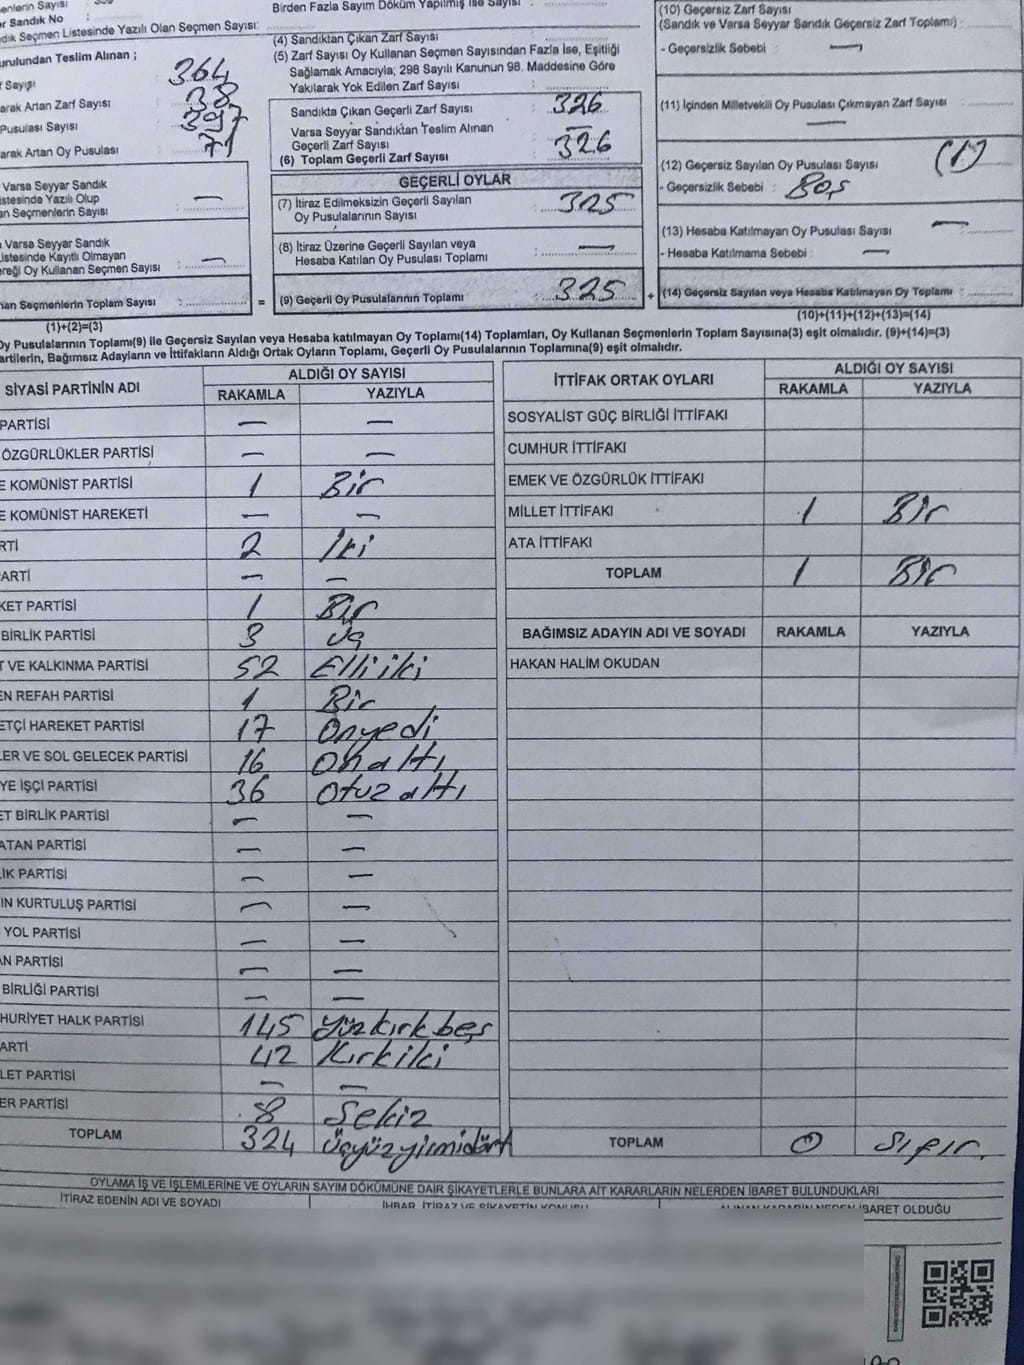 Birden Fazla Sayım Döküm Yapılmış ise Sayısı :
enlerin Sayısı
r Sandık No :
dık Seçmen Listesinde Yazılı Olan Seçmen Sayısı:
urulundan Teslim Alınan ;
f Sayısı 364
arak Artan Zarf Sayısı 38
Pusulası Sayısı 397
arak Artan Oy Pusulası 71
Varsa Seyyar Sandık
istesinde Yazılı Olup
an Seçmenlerin Sayısı : —
Varsa Seyyar Sandık
Listesinde Kayıtlı Olmayan
ereği Oy Kullanan Seçmen Sayısı : —
nan Seçmenlerin Toplam Sayısı :
(1)+(2)=(3)
(4) Sandıktan Çıkan Zarf Sayısı :
(5) Zarf Sayısı Oy Kullanan Seçmen Sayısından Fazla İse, Eşitliği
Sağlamak Amacıyla; 298 Sayılı Kanunun 98. Maddesine Göre
Yakılarak Yok Edilen Zarf Sayısı :
Sandıkta Çıkan Geçerli Zarf Sayısı : 326
Varsa Seyyar Sandıktan Teslim Alınan
Geçerli Zarf Sayısı : —
(6) Toplam Geçerli Zarf Sayısı : 326
GEÇERLİ OYLAR
(7) İtiraz Edilmeksizin Geçerli Sayılan
Oy Pusulalarının Sayısı : 325
(8) İtiraz Üzerine Geçerli Sayılan veya
Hesaba Katılan Oy Pusulası Toplamı : —
= (9) Geçerli Oy Pusulalarının Toplamı : 325 +
(10) Geçersiz Zarf Sayısı
(Sandık ve Varsa Seyyar Sandık Geçersiz Zarf Toplamı) :
- Geçersizlik Sebebi : —
(11) İçinden Milletvekili Oy Pusulası Çıkmayan Zarf Sayısı :
—
(12) Geçersiz Sayılan Oy Pusulası Sayısı : (1)
- Geçersizlik Sebebi : Boş
(13) Hesaba Katılmayan Oy Pusulası Sayısı : —
- Hesaba Katılmama Sebebi : —
(14) Geçersiz Sayılan veya Hesaba Katılmayan Oy Toplamı :
(10)+(11)+(12)+(13)=(14)
Oy Pusulalarının Toplamı(9) ile Geçersiz Sayılan veya Hesaba katılmayan Oy Toplamı(14) Toplamları, Oy Kullanan Seçmenlerin Toplam Sayısına(3) eşit olmalıdır. (9)+(14)=(3)
artilerin, Bağımsız Adayların ve İttifakların Aldığı Ortak Oyların Toplamı, Geçerli Oy Pusulalarının Toplamına(9) eşit olmalıdır.
SİYASİ PARTİNİN ADI ALDIĞI OY SAYISI
RAKAMLA YAZIYLA
PARTİSİ — —
ÖZGÜRLÜKLER PARTİSİ — —
E KOMÜNİST PARTİSİ 1 Bir
E KOMÜNİST HAREKETİ — —
RTİ 2 İki
ARTİ — —
KET PARTİSİ 1 Bir
BİRLİK PARTİSİ 3 Üç
T VE KALKINMA PARTİSİ 52 Elli iki
EN REFAH PARTİSİ 1 Bir
ETÇİ HAREKET PARTİSİ 17 Onyedi
LER VE SOL GELECEK PARTİSİ 16 Onaltı
YE İŞÇİ PARTİSİ 36 Otuz altı
ET BİRLİK PARTİSİ — —
ATAN PARTİSİ — —
LİK PARTİSİ — —
IN KURTULUŞ PARTİSİ — —
YOL PARTİSİ — —
AN PARTİSİ — —
BİRLİĞİ PARTİSİ — —
HURİYET HALK PARTİSİ 145 Yüzkırkbeş
ARTİ 42 Kırkiki
LET PARTİSİ — —
ER PARTİSİ 8 Sekiz
TOPLAM 324 Üçyüzyirmidört
İTTİFAK ORTAK OYLARI ALDIĞI OY SAYISI
RAKAMLA YAZIYLA
SOSYALİST GÜÇ BİRLİĞİ İTTİFAKI
CUMHUR İTTİFAKI
EMEK VE ÖZGÜRLÜK İTTİFAKI
MİLLET İTTİFAKI 1 Bir
ATA İTTİFAKI
TOPLAM 1 Bir
BAĞIMSIZ ADAYIN ADI VE SOYADI RAKAMLA YAZIYLA
HAKAN HALİM OKUDAN
TOPLAM 0 Sıfır.
OYLAMA İŞ VE İŞLEMLERİNE VE OYLARIN SAYIM DÖKÜMÜNE DAİR ŞİKAYETLERLE BUNLARA AİT KARARLARIN NELERDEN İBARET BULUNDUKLARI
İTİRAZ EDENİN ADI VE SOYADI İHBAR, İTİRAZ VE ŞİKAYETİN KONUSU ALINAN KARARIN NEDEN İBARET OLDUĞU